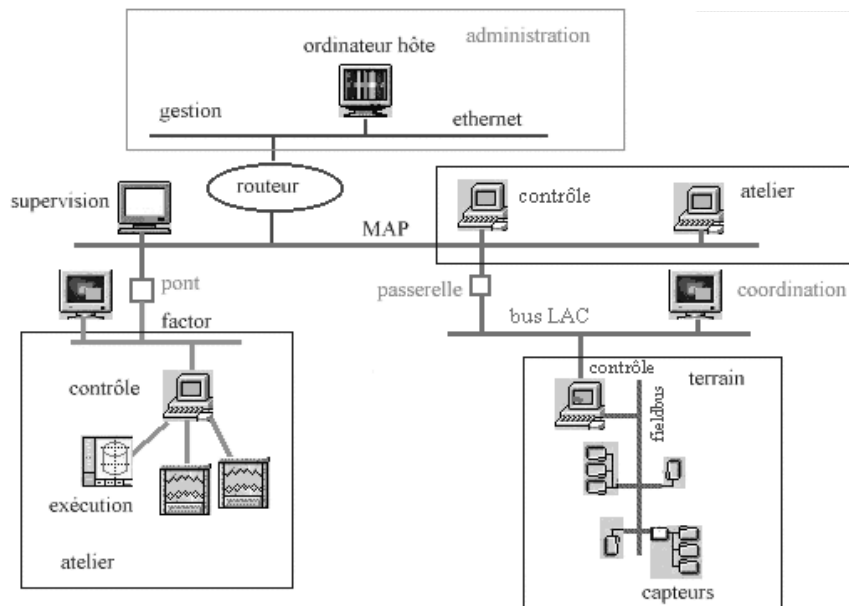 administration
ordinateur hôte
gestion
ethernet
routeur
supervision
contrôle
atelier
MAP
pont
passerelle
coordination
factor
bus LAC
contrôle
contrôle
terrain
fieldbus
exécution
atelier
capteurs